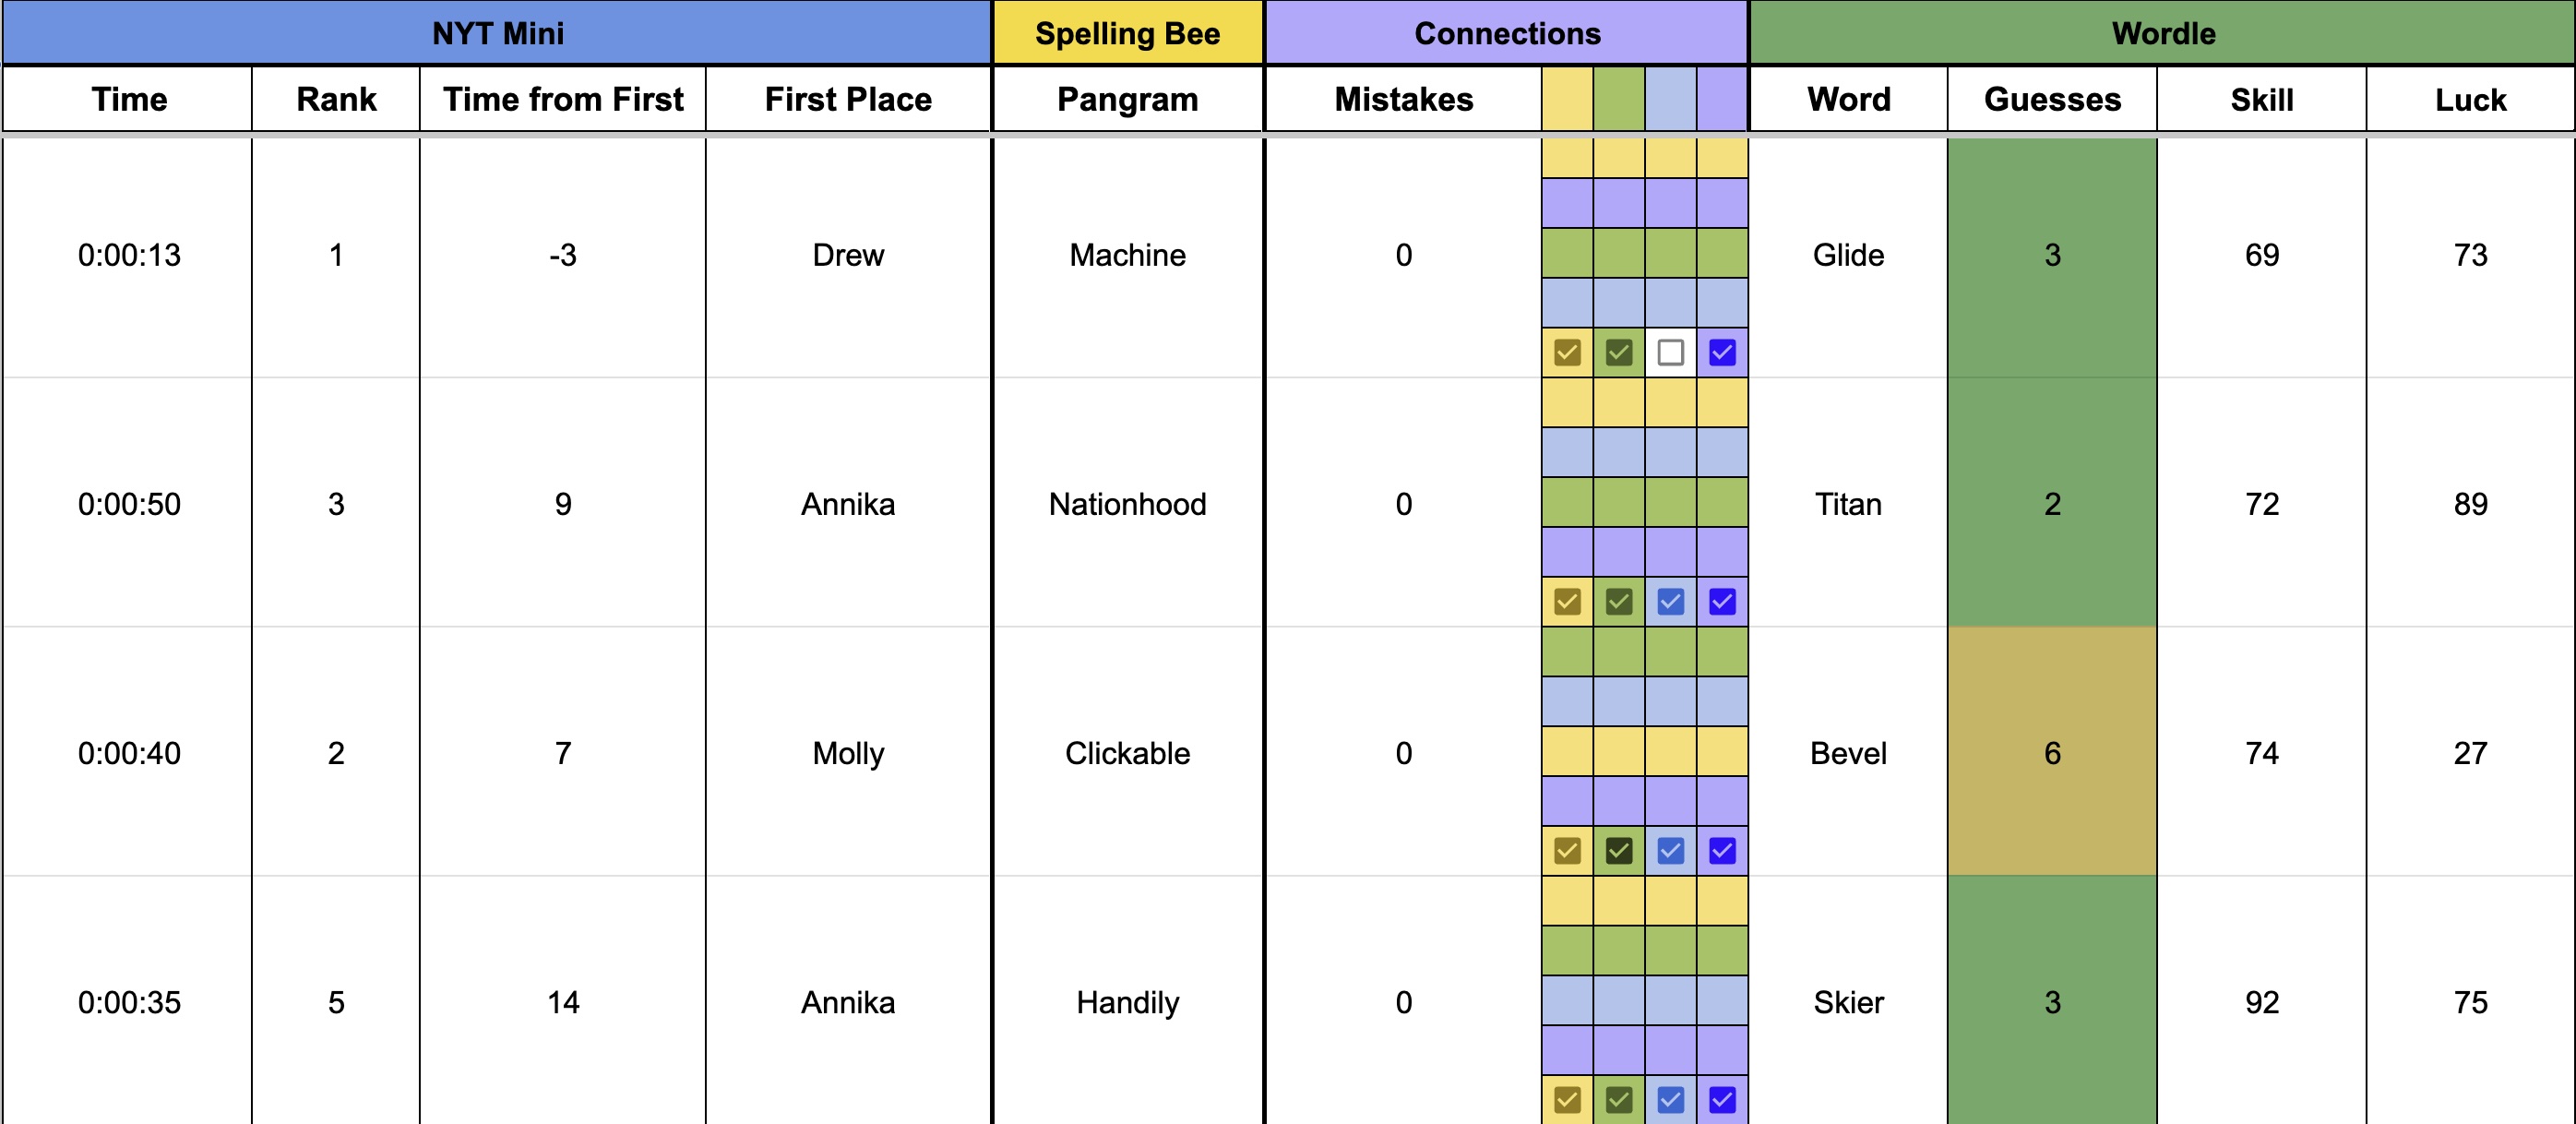 NYT Mini Spelling Bee Connections Wordle
Time Rank Time from First First Place Pangram Mistakes Word Guesses Skill Luck
0:00:13 1 -3 Drew Machine 0 Glide 3 69 73
0:00:50 3 9 Annika Nationhood 0 Titan 2 72 89
0:00:40 2 7 Molly Clickable 0 Bevel 6 74 27
0:00:35 5 14 Annika Handily 0 Skier 3 92 75